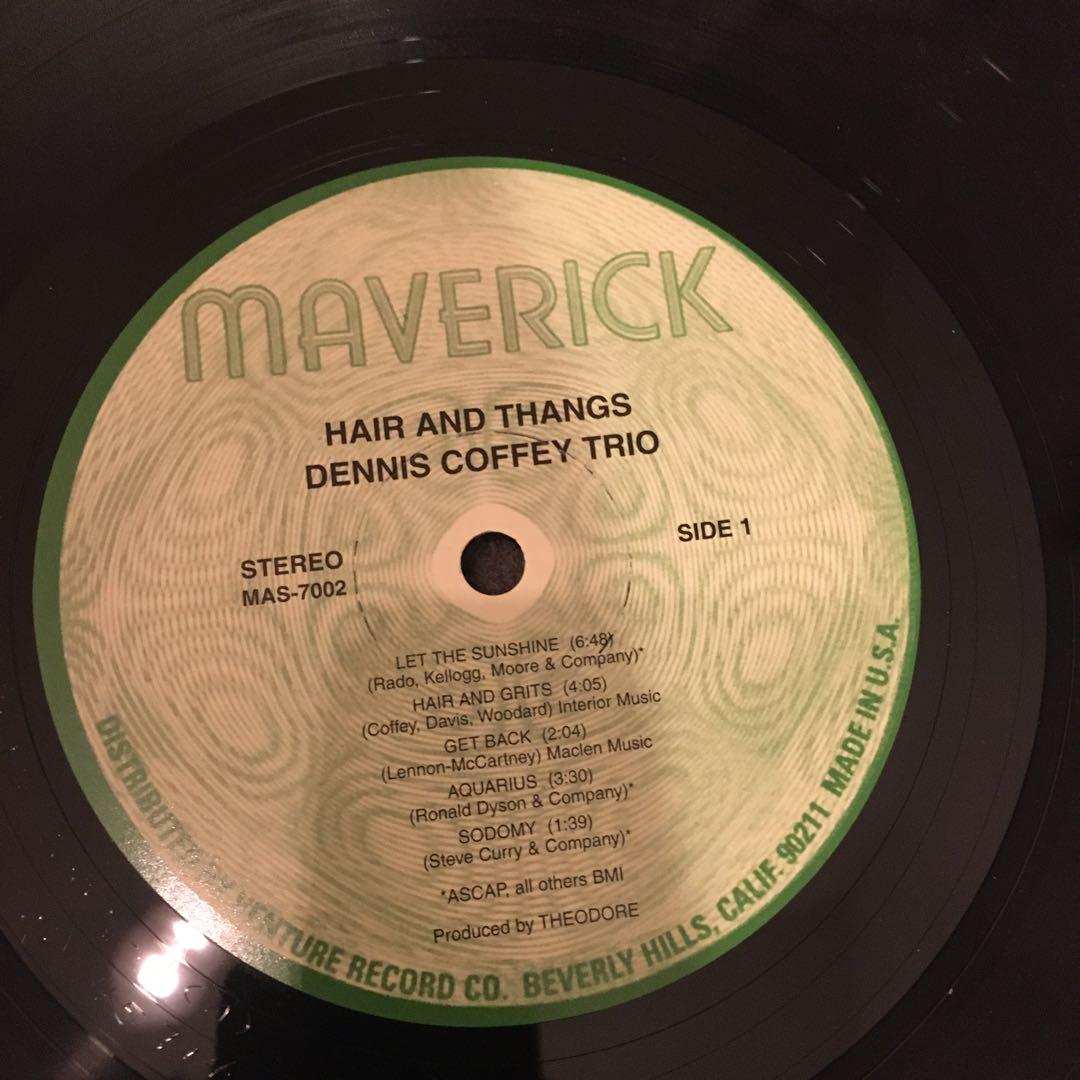 MAVERICK
HAIR AND THANGS
DENNIS COFFEY TRIO
STEREO
MAS-7002
SIDE 1
LET THE SUNSHINE (6:48)
(Rado, Kellogg, Moore & Company)*
HAIR AND GRITS (4:05)
(Coffey, Davis, Woodard) Interior Music
GET BACK (2:04)
(Lennon-McCartney) Maclen Music
AQUARIUS (3:30)
(Ronald Dyson & Company)*
SODOMY (1:39)
(Steve Curry & Company)*
*ASCAP, all others BMI
Produced by THEODORE
DISTRIBUTED BY VENTURE RECORD CO. BEVERLY HILLS, CALIF. 90211 MADE IN U.S.A.